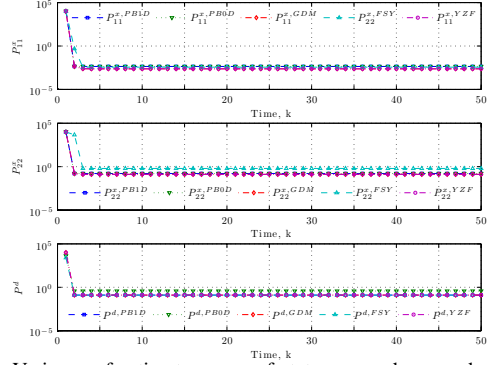 10^5
10^0
10^-5
P^x_11
P^{x,PB1D}_11 P^{x,PB0D}_11 P^{x,GDM}_11 P^{x,FSY}_22 P^{x,YZF}_11
0 10 20 30 40 50
Time, k
10^5
10^0
10^-5
P^x_22
P^{x,PB1D}_22 P^{x,PB0D}_22 P^{x,GDM}_22 P^{x,FSY}_22 P^{x,YZF}_22
0 10 20 30 40 50
Time, k
10^5
10^0
10^-5
P^d
P^{d,PB1D} P^{d,PB0D} P^{d,GDM} P^{d,FSY} P^{d,YZF}
0 10 20 30 40 50
Time, k